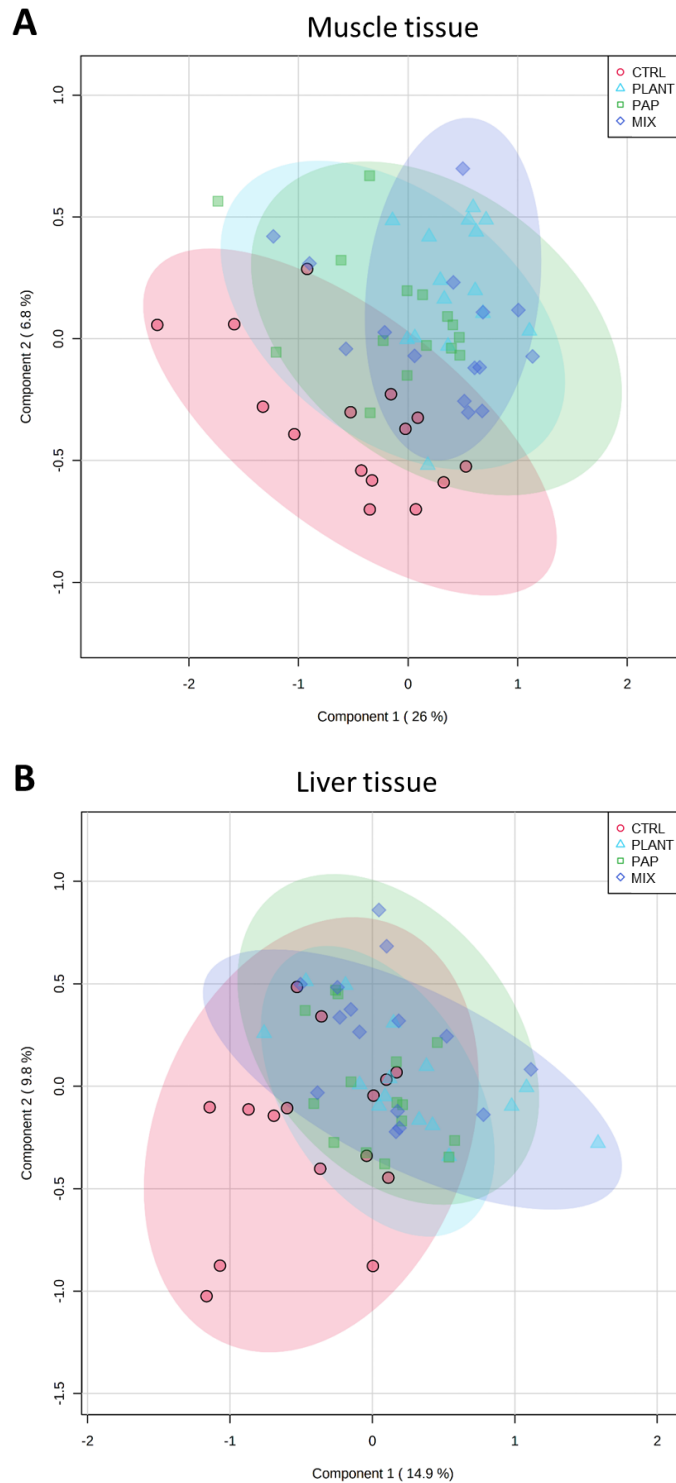 A
Muscle tissue
CTRL
PLANT
PAP
MIX
1.0
0.5
0.0
-0.5
-1.0
Component 2 ( 6.8 %)
-2
-1
0
1
2
Component 1 ( 26 %)
B
Liver tissue
CTRL
PLANT
PAP
MIX
1.0
0.5
0.0
-0.5
-1.0
-1.5
Component 2 ( 9.8 %)
-2
-1
0
1
2
Component 1 ( 14.9 %)